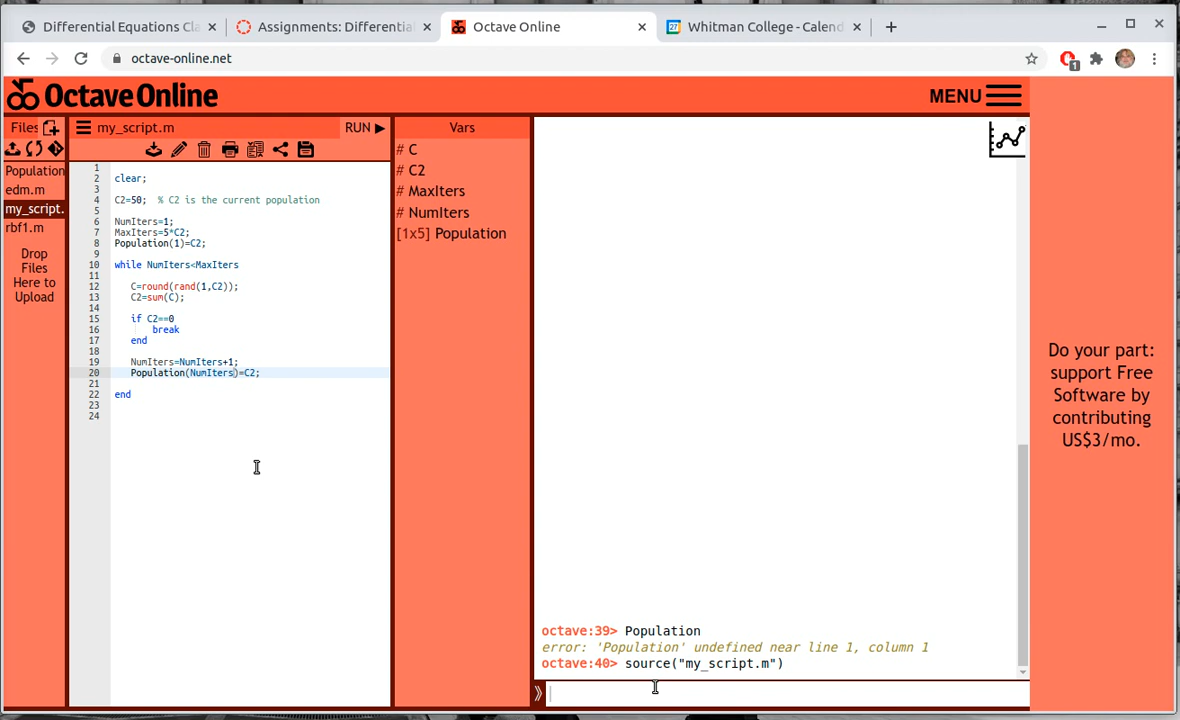 Differential Equations Cla
Assignments: Differential
Octave Online
Whitman College - Calend
octave-online.net
1
Octave Online
MENU
Files
my_script.m
RUN
Vars
Population
edm.m
my_script.
rbf1.m
Drop
Files
Here to
Upload
1
2 clear;
3
4 C2=50; % C2 is the current population
5
6 NumIters=1;
7 MaxIters=5*C2;
8 Population(1)=C2;
9
10 while NumIters<MaxIters
11
12 C=round(rand(1,C2));
13 C2=sum(C);
14
15 if C2==0
16 break
17 end
18
19 NumIters=NumIters+1;
20 Population(NumIters)=C2;
21
22 end
23
24
# C
# C2
# MaxIters
# NumIters
[1x5] Population
octave:39> Population
error: 'Population' undefined near line 1, column 1
octave:40> source("my_script.m")
Do your part:
support Free
Software by
contributing
US$3/mo.